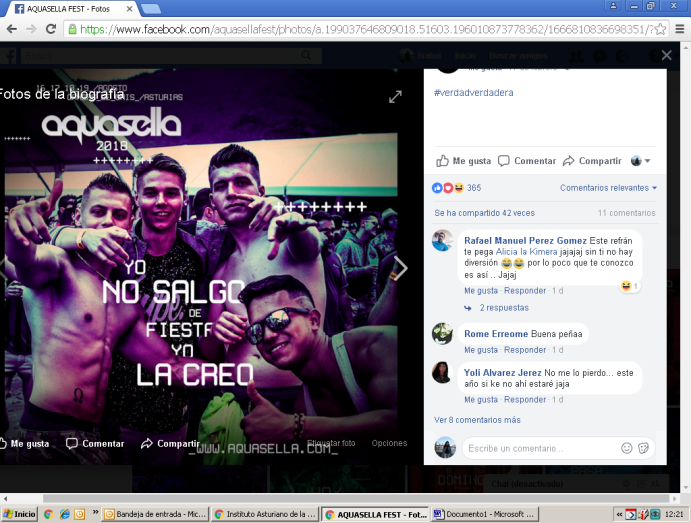 AQUASELLA FEST - Fotos
https://www.facebook.com/aquasellafest/photos/a.199037646809018.51603.196010873778362/1666810836698351/?
Fotos de la biografía
16 17 18 19 /AGOSTO
/ASTURIAS
aquasella
2018
YO
NO SALGO
DE
FIESTA
YO
LA CREO
_WWW.AQUASELLA.COM_
Me gusta Comentar Compartir Etiquetar foto Opciones
#verdadverdadera
Me gusta Comentar Compartir
365 Comentarios relevantes
Se ha compartido 42 veces 11 comentarios
Rafael Manuel Perez Gomez Este refrán
te pega Alicia la Kimera jajajaj sin ti no hay
diversión 😂😂 por lo poco que te conozco
es así... Jajaj
1
Me gusta · Responder · 1 d
2 respuestas
Rome Erreome Buena peñaa
Me gusta · Responder · 1 d
Yoli Alvarez Jerez No me lo pierdo... este
año si ke no ahí estaré jaja
Me gusta · Responder · 1 d
Ver 8 comentarios más
Escribe un comentario...
Chat (desactivado)
Inicio
Bandeja de entrada - Mic...
Instituto Asturiano de la ...
AQUASELLA FEST - Fot...
Documento1 - Microsoft ...
12:21